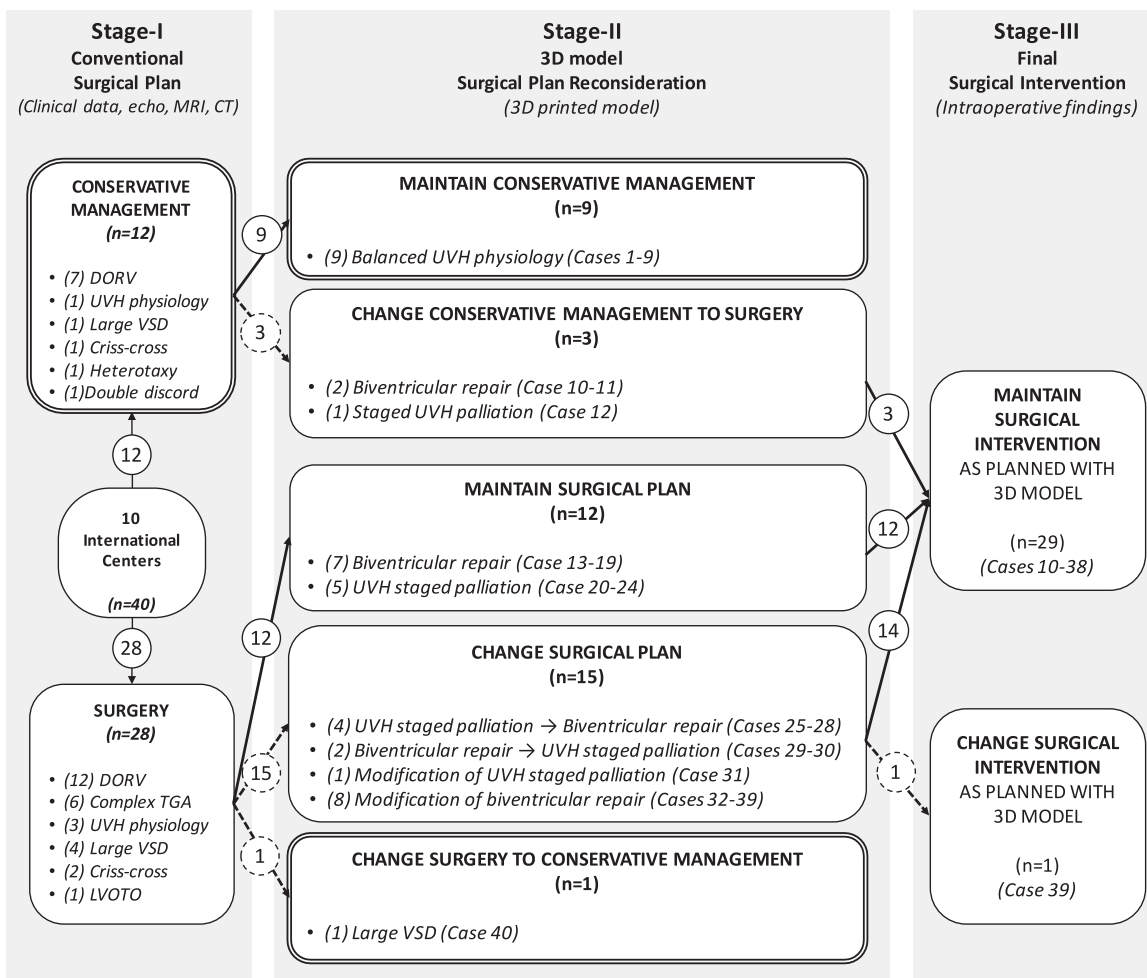 Stage-I
Conventional
Surgical Plan
(Clinical data, echo, MRI, CT)
Stage-II
3D model
Surgical Plan Reconsideration
(3D printed model)
Stage-III
Final
Surgical Intervention
(Intraoperative findings)
CONSERVATIVE
MANAGEMENT
(n=12)
• (7) DORV
• (1) UVH physiology
• (1) Large VSD
• (1) Criss-cross
• (1) Heterotaxy
• (1)Double discord
12
10
International
Centers
(n=40)
28
SURGERY
(n=28)
• (12) DORV
• (6) Complex TGA
• (3) UVH physiology
• (4) Large VSD
• (2) Criss-cross
• (1) LVOTO
9
3
12
15
1
MAINTAIN CONSERVATIVE MANAGEMENT
(n=9)
• (9) Balanced UVH physiology (Cases 1-9)
CHANGE CONSERVATIVE MANAGEMENT TO SURGERY
(n=3)
• (2) Biventricular repair (Case 10-11)
• (1) Staged UVH palliation (Case 12)
MAINTAIN SURGICAL PLAN
(n=12)
• (7) Biventricular repair (Case 13-19)
• (5) UVH staged palliation (Case 20-24)
CHANGE SURGICAL PLAN
(n=15)
• (4) UVH staged palliation → Biventricular repair (Cases 25-28)
• (2) Biventricular repair → UVH staged palliation (Cases 29-30)
• (1) Modification of UVH staged palliation (Case 31)
• (8) Modification of biventricular repair (Cases 32-39)
CHANGE SURGERY TO CONSERVATIVE MANAGEMENT
(n=1)
• (1) Large VSD (Case 40)
3
12
14
1
MAINTAIN
SURGICAL
INTERVENTION
AS PLANNED WITH
3D MODEL
(n=29)
(Cases 10-38)
CHANGE SURGICAL
INTERVENTION
AS PLANNED WITH
3D MODEL
(n=1)
(Case 39)